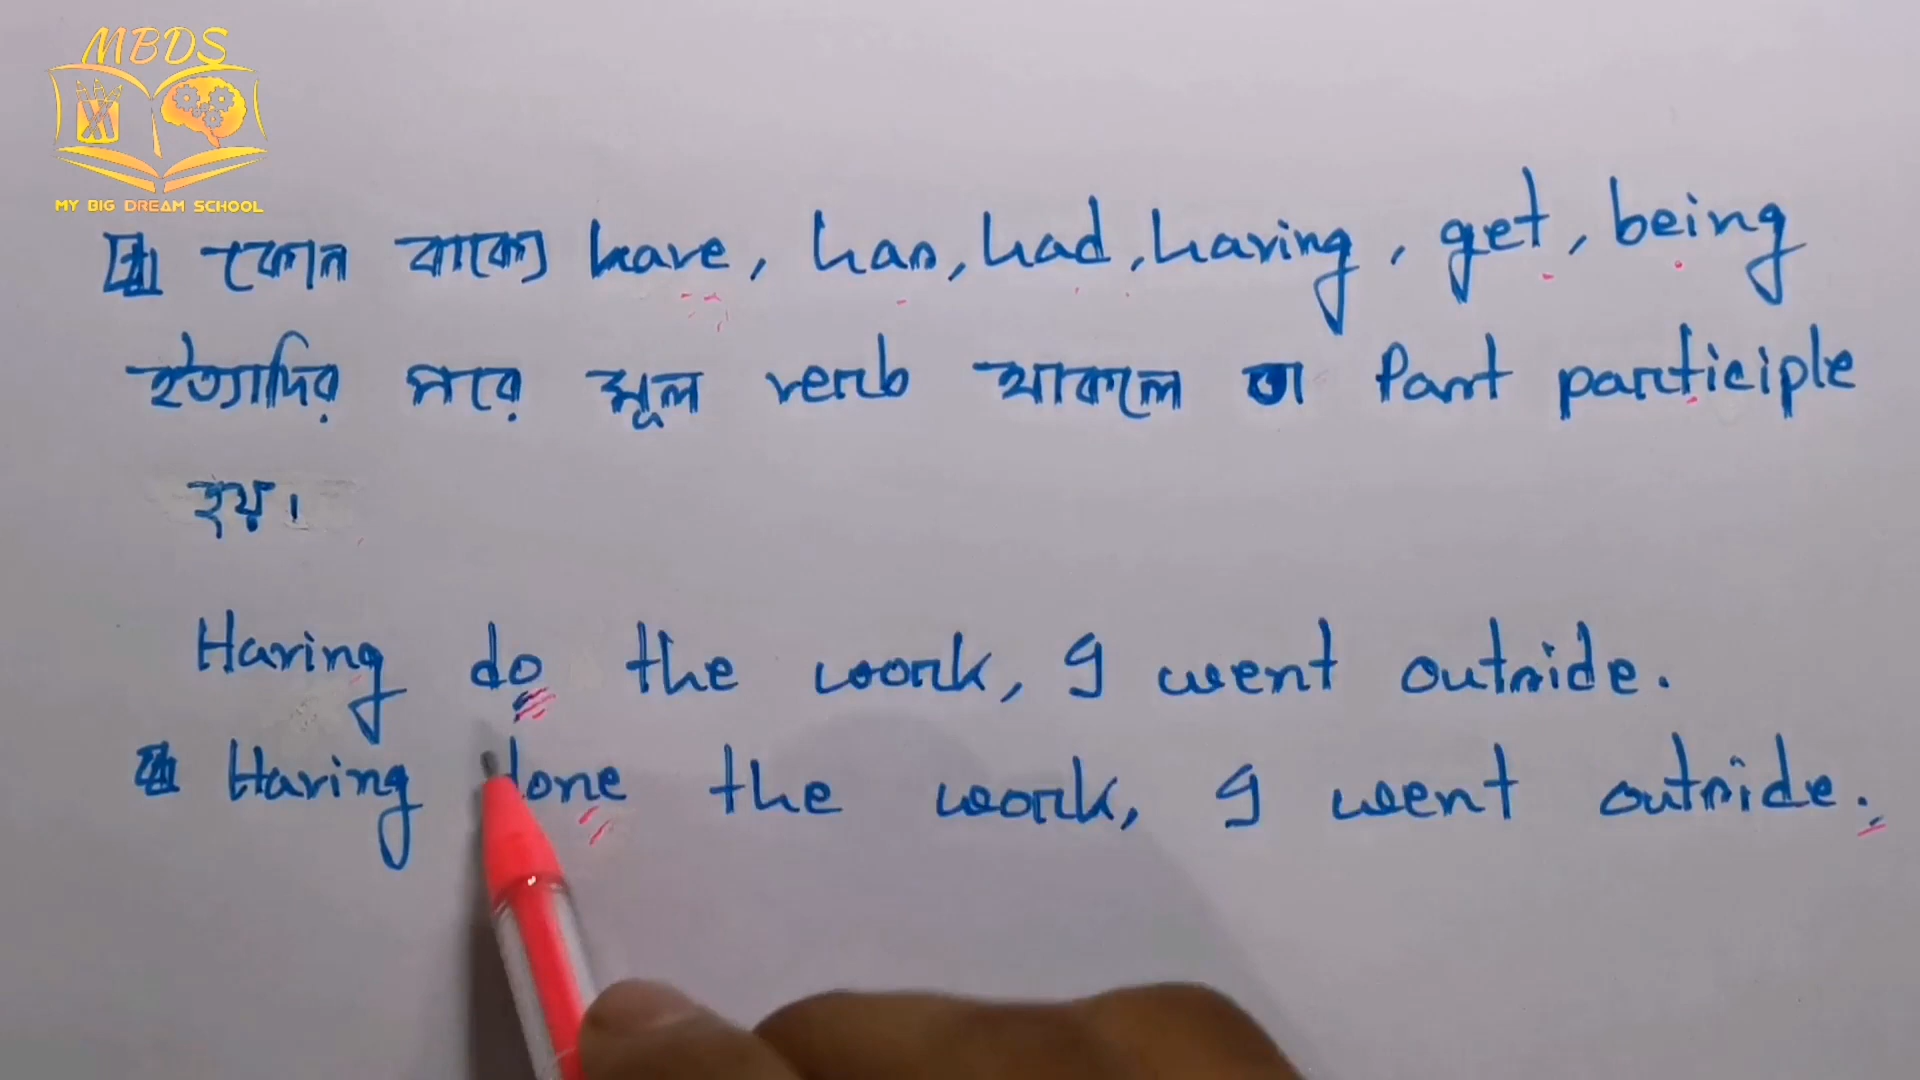 MBDS
MY BIG DREAM SCHOOL
কোন বাক্যে have, has, had, having, get, being
ইত্যাদির পরে মূল verb থাকলে তা Past participle
হয়।
Having do the work, I went outside.
Having done the work, I went outside.